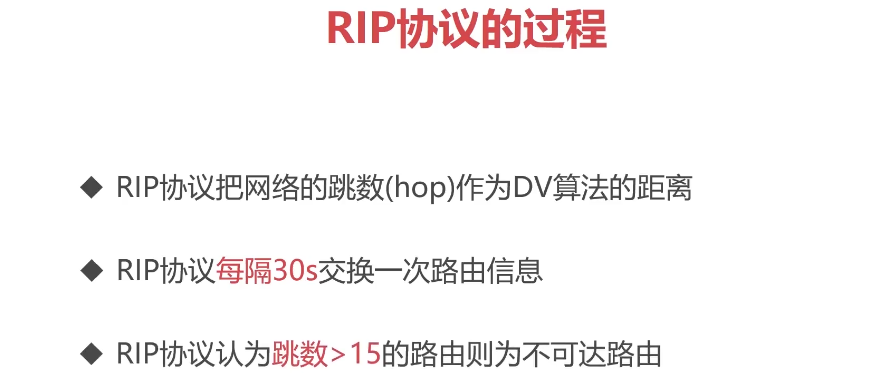 RIP协议的过程
◆ RIP协议把网络的跳数(hop)作为DV算法的距离
◆ RIP协议每隔30s交换一次路由信息
◆ RIP协议认为跳数>15的路由则为不可达路由